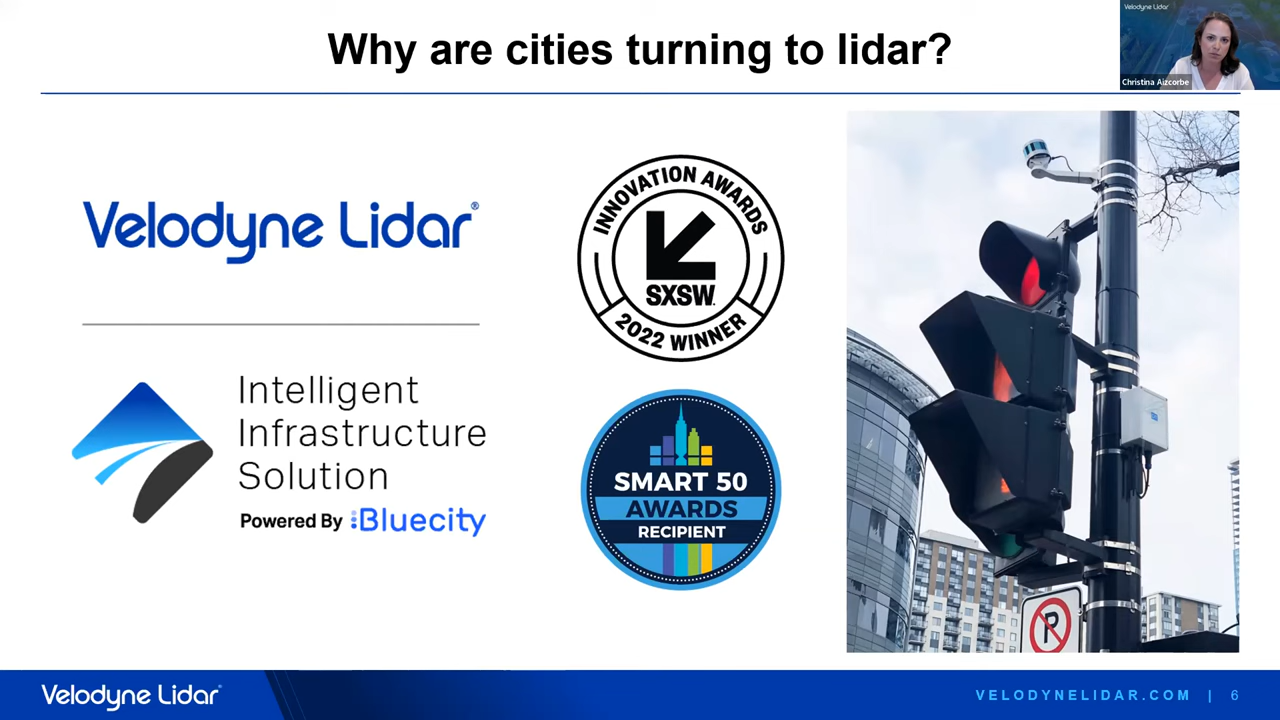 Why are cities turning to lidar?
Velodyne Lidar
Christina Aizcorbe
Velodyne Lidar®
Intelligent
Infrastructure
Solution
Powered By Bluecity
INNOVATION AWARDS
SXSW
2022 WINNER
SMART 50
AWARDS
RECIPIENT
P
Velodyne Lidar
VELODYNELIDAR.COM | 6